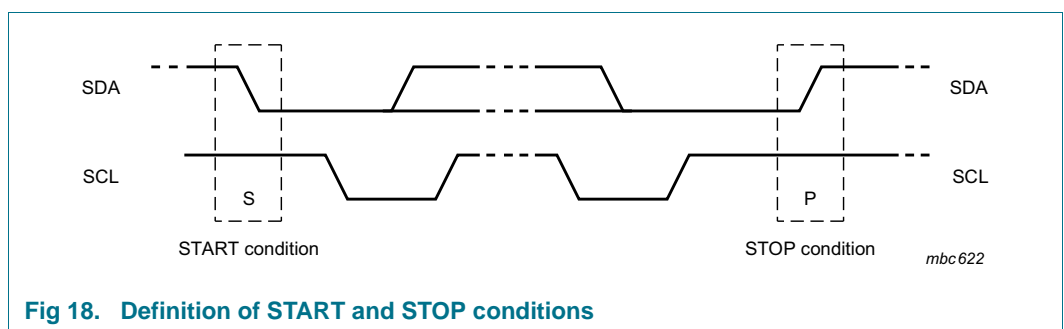 SDA SDA
SCL SCL
S P
START condition STOP condition
mbc622
Fig 18. Definition of START and STOP conditions